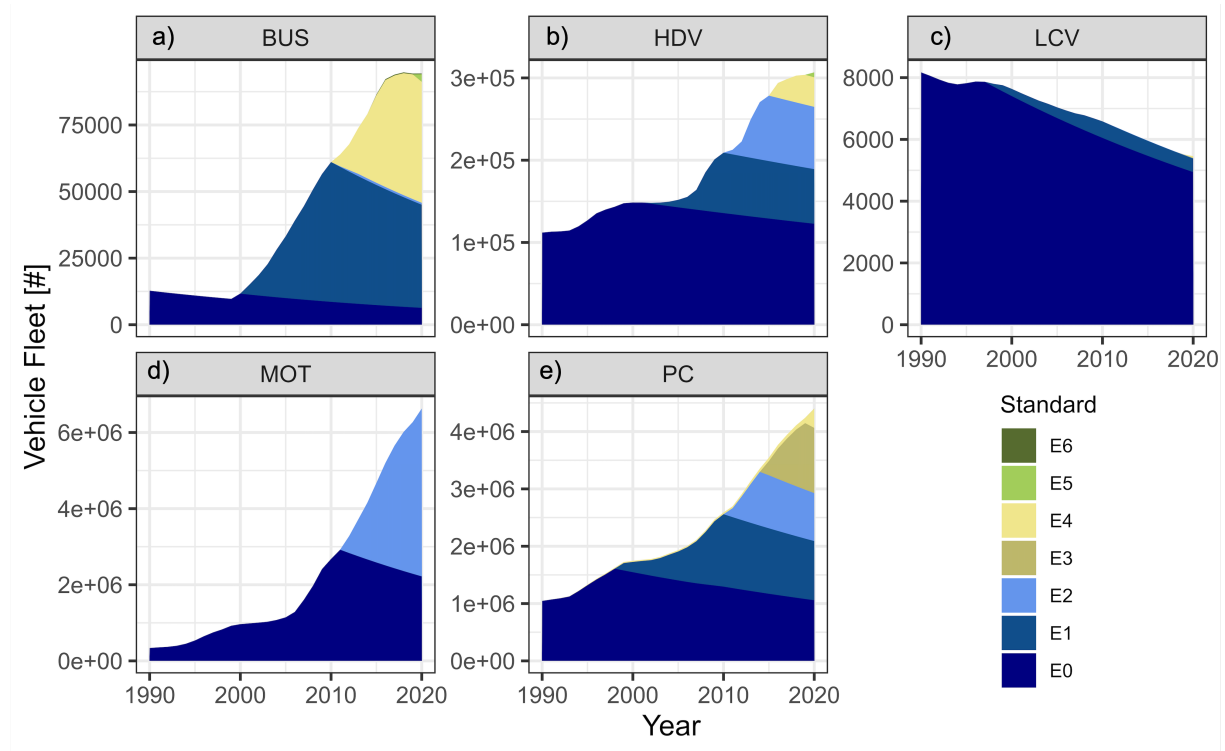 a) BUS
b) HDV
c) LCV
75000
50000
25000
0
3e+05
2e+05
1e+05
0e+00
8000
6000
4000
2000
0
1990 2000 2010 2020
Vehicle Fleet [#]
d) MOT
e) PC
6e+06
4e+06
2e+06
0e+00
4e+06
3e+06
2e+06
1e+06
0e+00
1990 2000 2010 2020
1990 2000 2010 2020
Year
Standard
E6
E5
E4
E3
E2
E1
E0